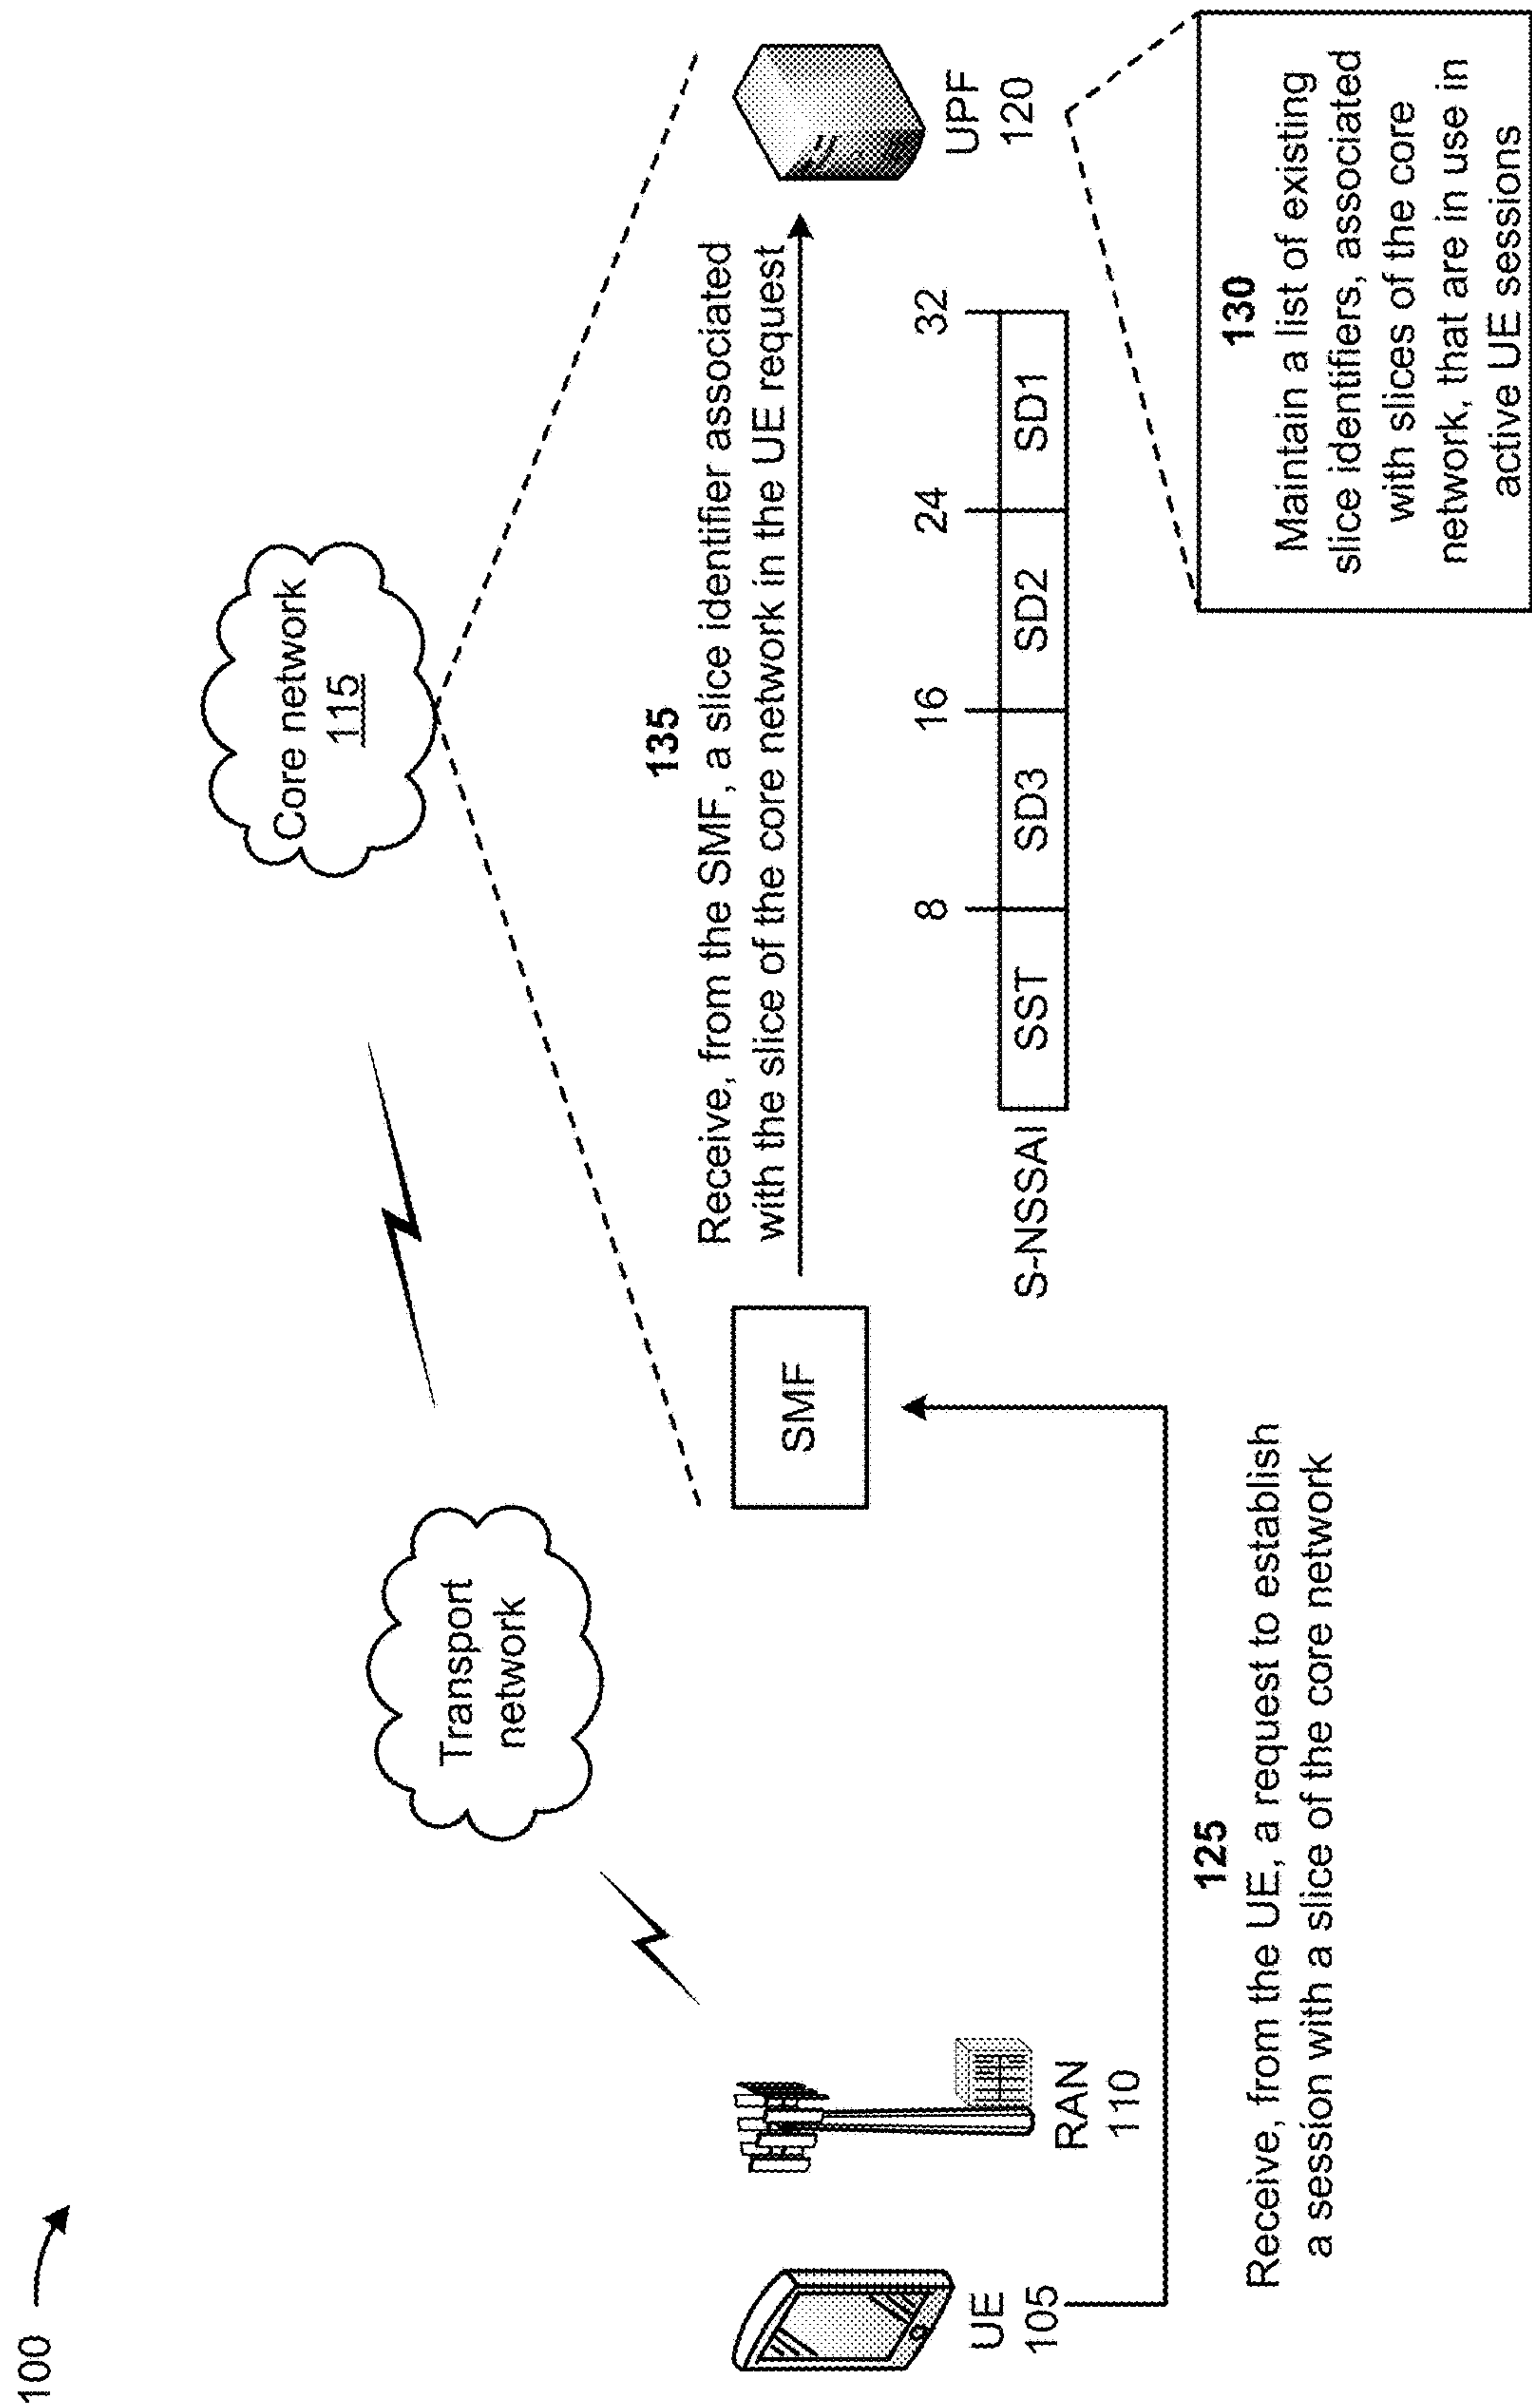 100
Core network
115
Transport
network
135
Receive, from the SMF, a slice identifier associated
with the slice of the core network in the UE request
SMF
UPF
120
UE
105
RAN
110
8
16
24
32
S-NSSAI
SST
SD3
SD2
SD1
125
Receive, from the UE, a request to establish
a session with a slice of the core network
130
Maintain a list of existing
slice identifiers, associated
with slices of the core
network, that are in use in
active UE sessions